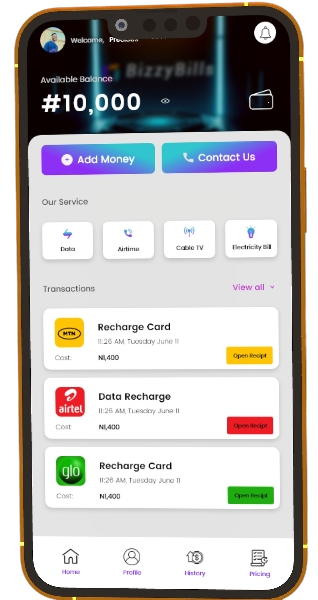 Welcome, Precious
BizzyBills
Available Balance
#10,000
Add Money
Contact Us
Our Service
Data
Airtime
Cable TV
Electricity Bill
Transactions
View all
MTN
Recharge Card
11:26 AM, Tuesday June 11
Cost:
N1,400
Open Recipt
airtel
Data Recharge
11:26 AM, Tuesday June 11
Cost:
N1,400
Open Recipt
glo
Recharge Card
11:26 AM, Tuesday June 11
Cost:
N1,400
Open Recipt
Home
Profile
History
Pricing